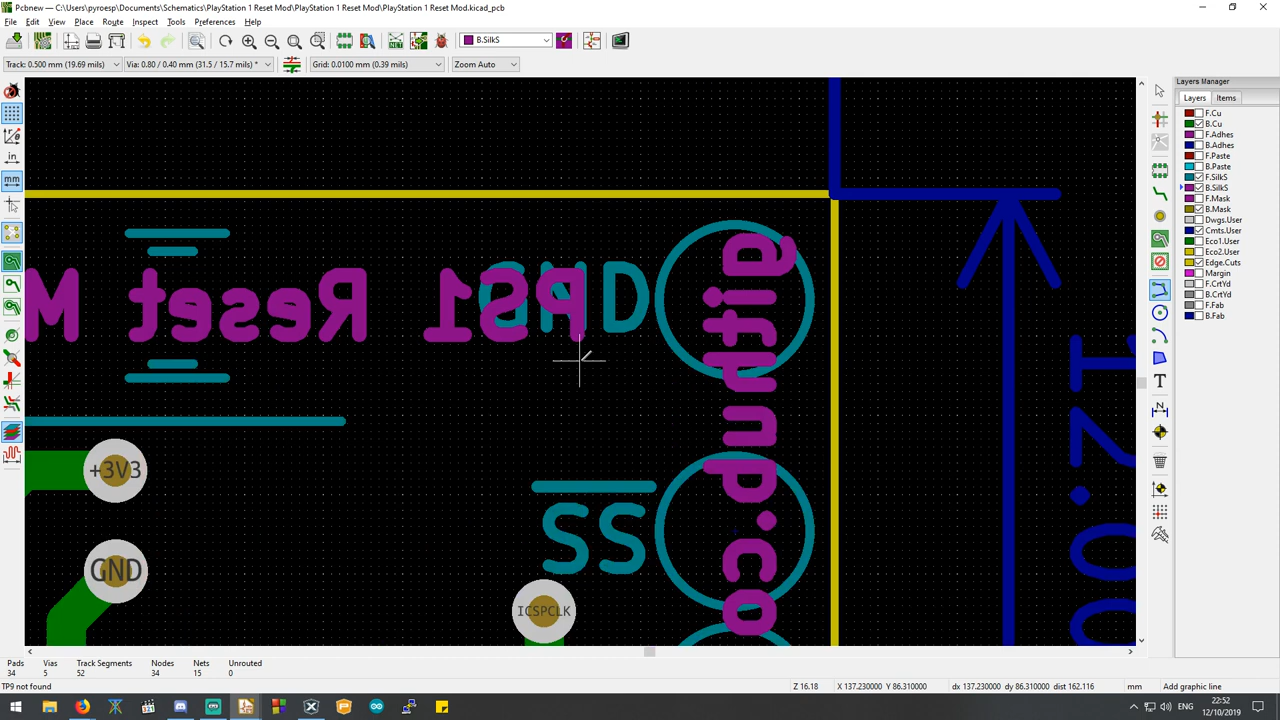 Pcbnew — C:\Users\pyroesp\Documents\Schematics\PlayStation 1 Reset Mod\PlayStation 1 Reset Mod\PlayStation 1 Reset Mod.kicad_pcb
File Edit View Place Route Inspect Tools Preferences Help
B.SilkS
Track: 0.500 mm (19.69 mils) Via: 0.80 / 0.40 mm (31.5 / 15.7 mils) * Grid: 0.0100 mm (0.39 mils) Zoom Auto
Layers Manager
Layers Items
F.Cu
B.Cu
F.Adhes
B.Adhes
F.Paste
B.Paste
F.SilkS
B.SilkS
F.Mask
B.Mask
Dwgs.User
Cmts.User
Eco1.User
Eco2.User
Edge.Cuts
Margin
F.CrtYd
B.CrtYd
F.Fab
B.Fab
in
mm
PS1 Reset M
GND
github.co
+3V3
SS
GND
ICSPCLK
Pads Vias Track Segments Nodes Nets Unrouted
34 5 52 34 15 0
TP9 not found Z 16.18 X 137.230000 Y 86.310000 dx 137.230000 dy 86.310000 dist 162.116 mm Add graphic line
ENG 22:52
12/10/2019